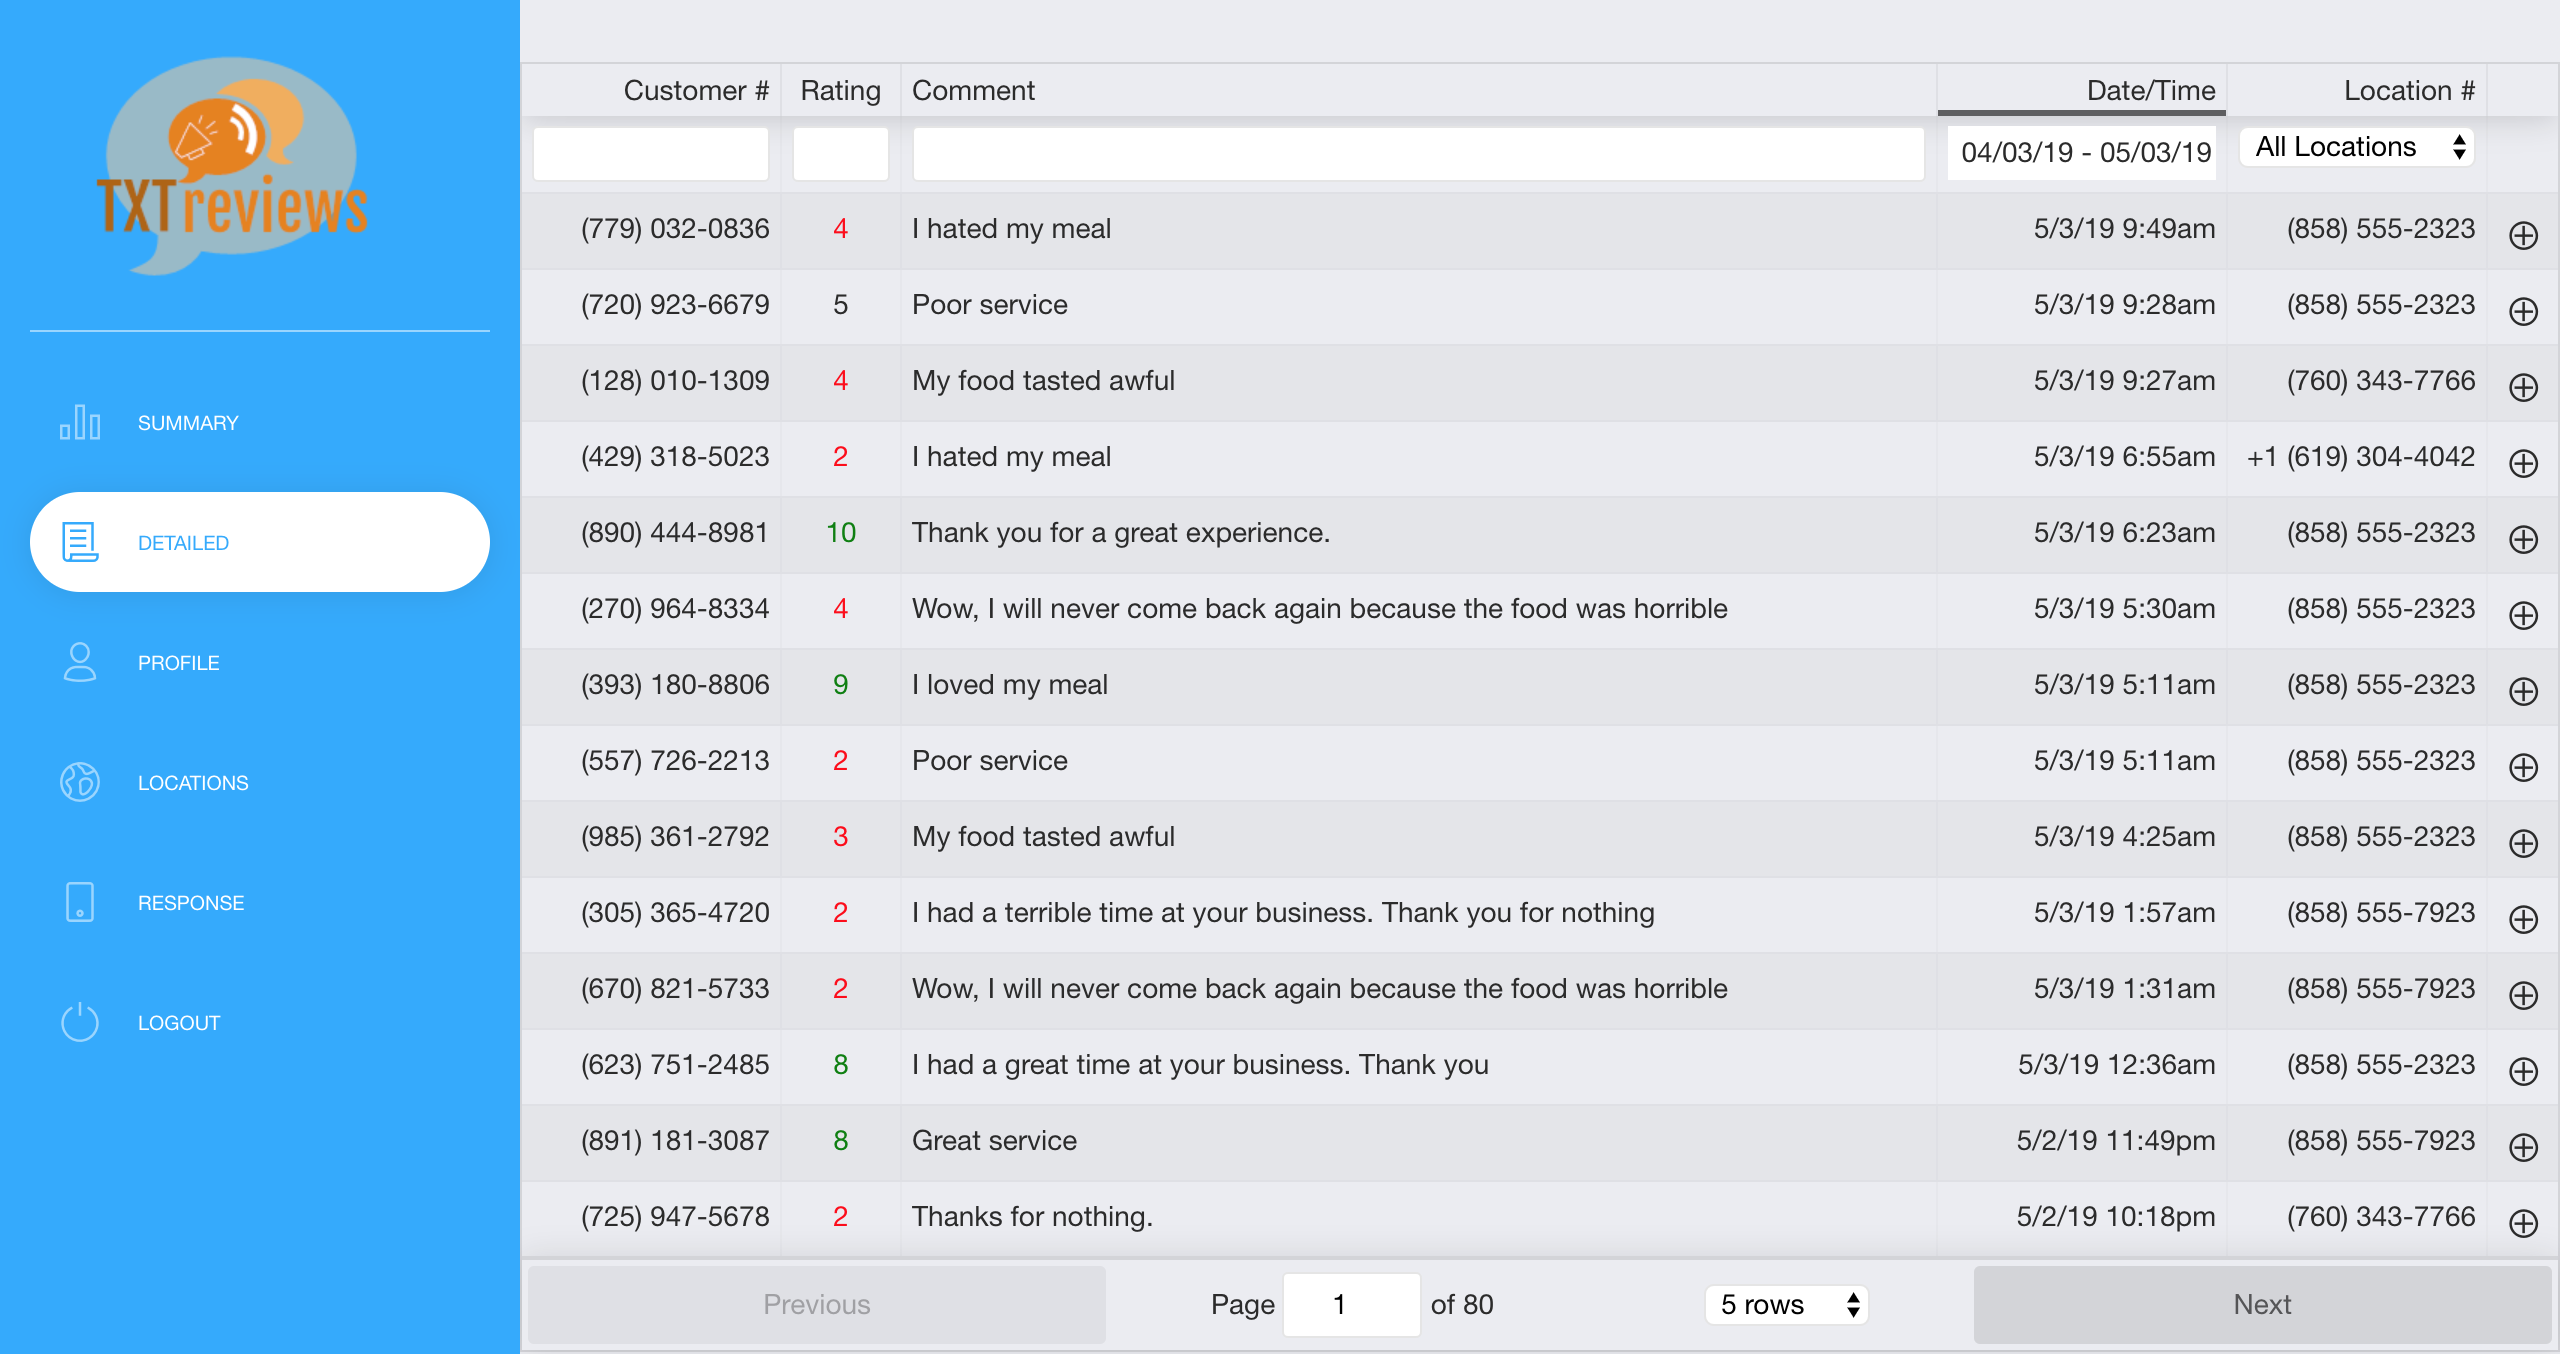 TXTreviews
SUMMARY
DETAILED
PROFILE
LOCATIONS
RESPONSE
LOGOUT
Customer # Rating Comment Date/Time Location #
04/03/19 - 05/03/19 All Locations
(779) 032-0836 4 I hated my meal 5/3/19 9:49am (858) 555-2323
(720) 923-6679 5 Poor service 5/3/19 9:28am (858) 555-2323
(128) 010-1309 4 My food tasted awful 5/3/19 9:27am (760) 343-7766
(429) 318-5023 2 I hated my meal 5/3/19 6:55am +1 (619) 304-4042
(890) 444-8981 10 Thank you for a great experience. 5/3/19 6:23am (858) 555-2323
(270) 964-8334 4 Wow, I will never come back again because the food was horrible 5/3/19 5:30am (858) 555-2323
(393) 180-8806 9 I loved my meal 5/3/19 5:11am (858) 555-2323
(557) 726-2213 2 Poor service 5/3/19 5:11am (858) 555-2323
(985) 361-2792 3 My food tasted awful 5/3/19 4:25am (858) 555-2323
(305) 365-4720 2 I had a terrible time at your business. Thank you for nothing 5/3/19 1:57am (858) 555-7923
(670) 821-5733 2 Wow, I will never come back again because the food was horrible 5/3/19 1:31am (858) 555-7923
(623) 751-2485 8 I had a great time at your business. Thank you 5/3/19 12:36am (858) 555-2323
(891) 181-3087 8 Great service 5/2/19 11:49pm (858) 555-7923
(725) 947-5678 2 Thanks for nothing. 5/2/19 10:18pm (760) 343-7766
Previous Page 1 of 80 5 rows Next